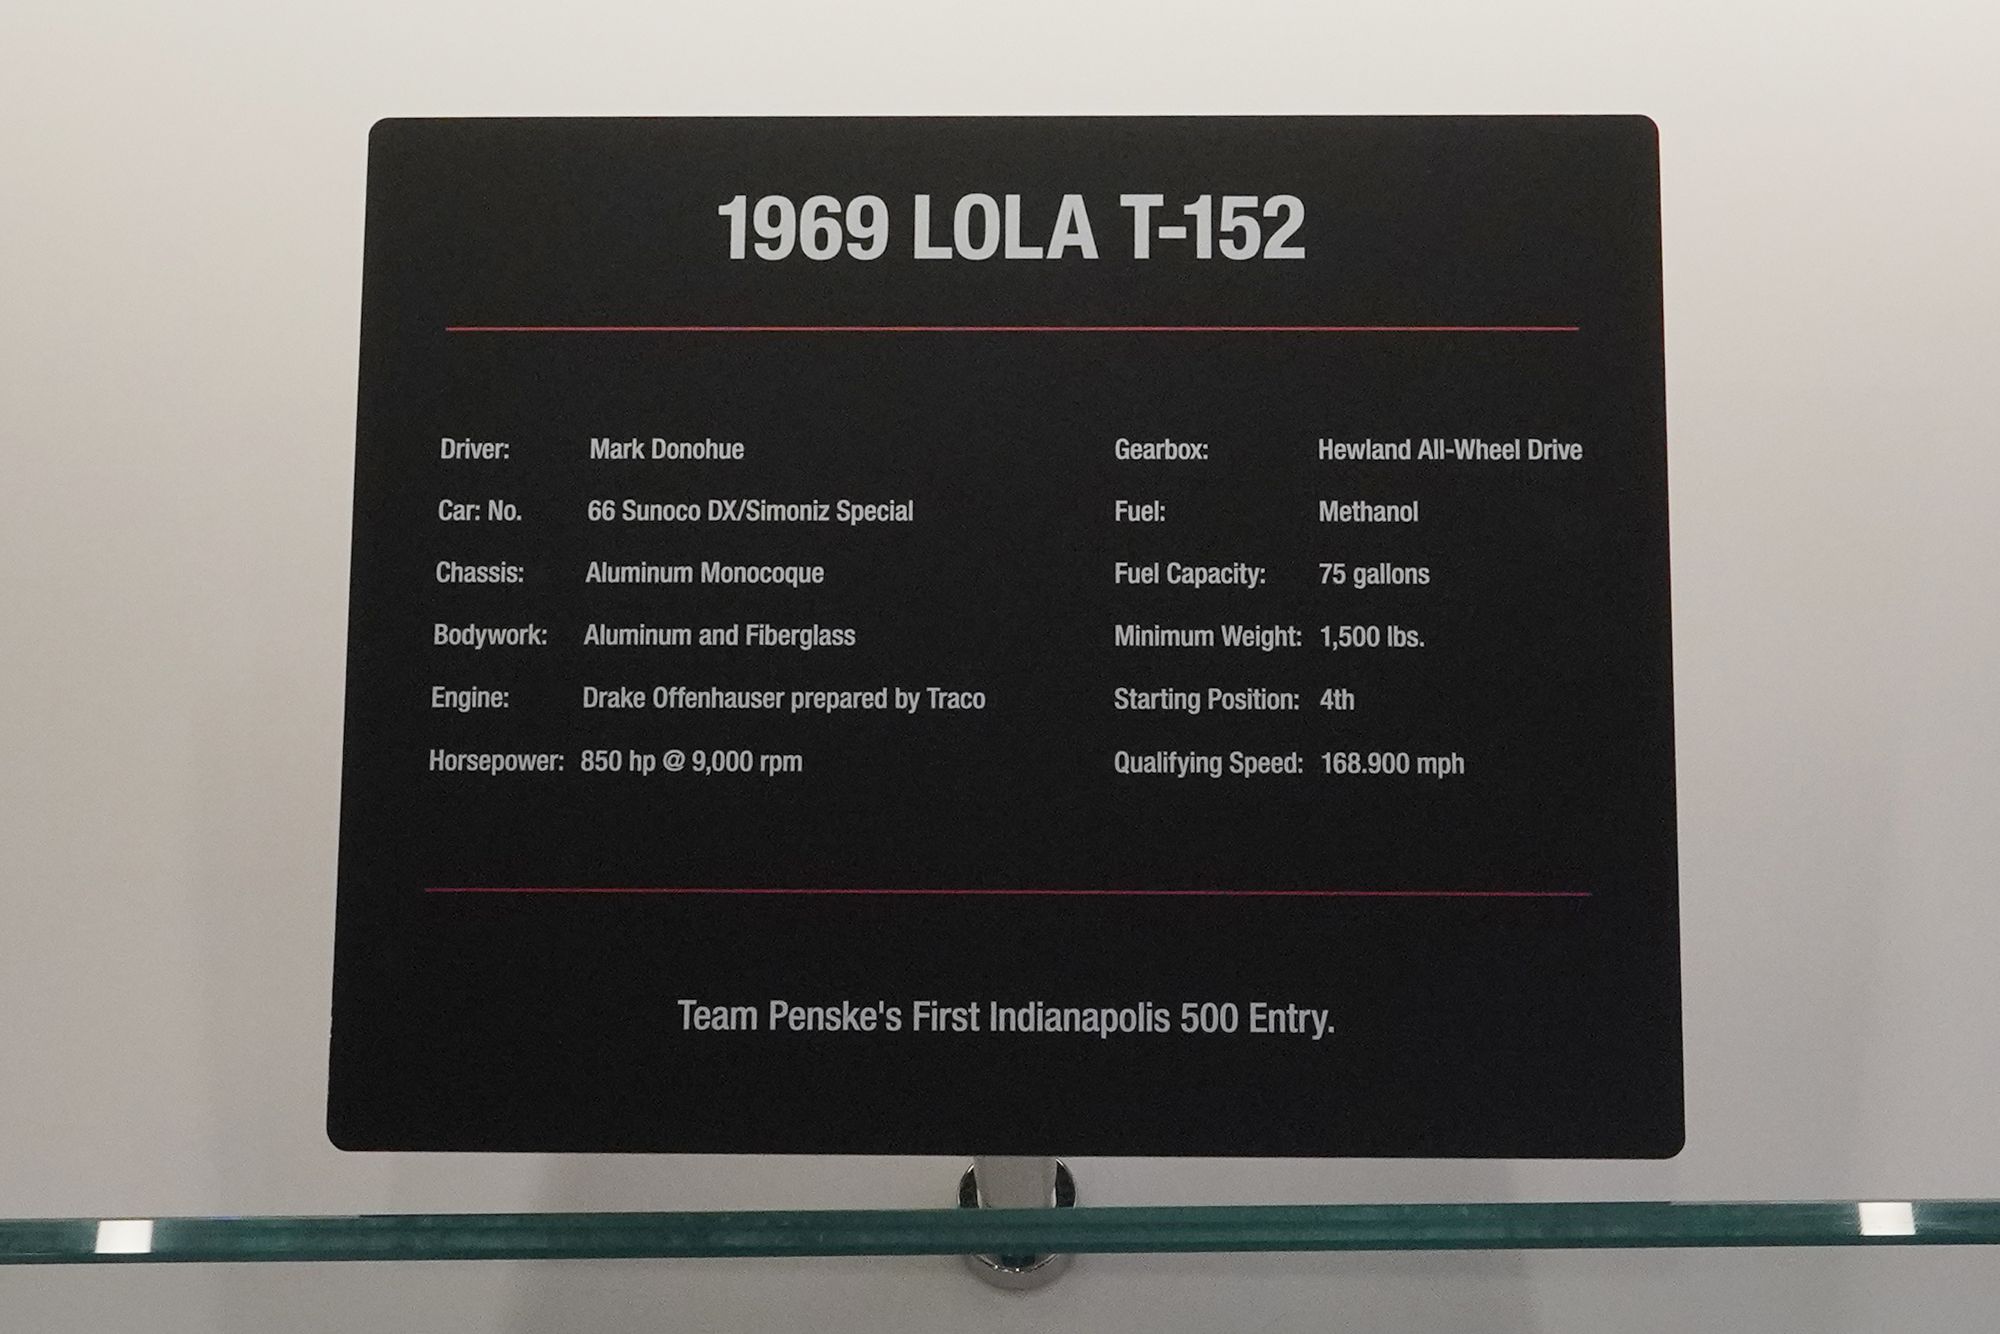 1969 LOLA T-152
Driver: Mark Donohue
Car: No. 66 Sunoco DX/Simoniz Special
Chassis: Aluminum Monocoque
Bodywork: Aluminum and Fiberglass
Engine: Drake Offenhauser prepared by Traco
Horsepower: 850 hp @ 9,000 rpm
Gearbox: Hewland All-Wheel Drive
Fuel: Methanol
Fuel Capacity: 75 gallons
Minimum Weight: 1,500 lbs.
Starting Position: 4th
Qualifying Speed: 168.900 mph
Team Penske's First Indianapolis 500 Entry.